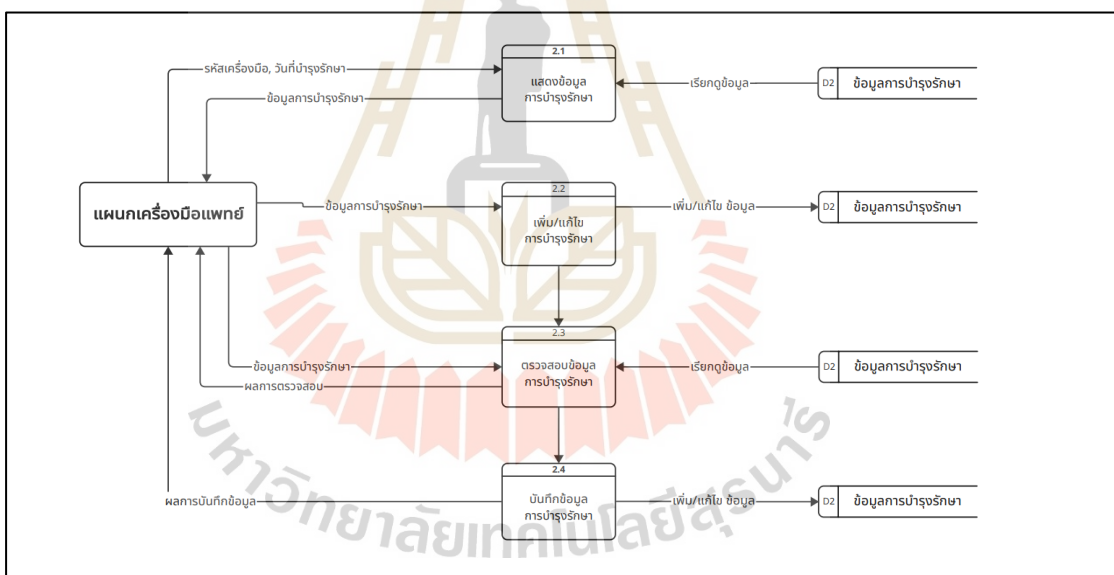 2.1
รหัสเครื่องมือ, วันที่บำรุงรักษา
แสดงข้อมูล
การบำรุงรักษา
เรียกดูข้อมูล
D2
ข้อมูลการบำรุงรักษา
ข้อมูลการบำรุงรักษา
แผนกเครื่องมือแพทย์
2.2
ข้อมูลการบำรุงรักษา
เพิ่ม/แก้ไข
การบำรุงรักษา
เพิ่ม/แก้ไข ข้อมูล
D2
ข้อมูลการบำรุงรักษา
2.3
ข้อมูลการบำรุงรักษา
ตรวจสอบข้อมูล
การบำรุงรักษา
เรียกดูข้อมูล
D2
ข้อมูลการบำรุงรักษา
ผลการตรวจสอบ
2.4
ผลการบันทึกข้อมูล
บันทึกข้อมูล
การบำรุงรักษา
เพิ่ม/แก้ไข ข้อมูล
D2
ข้อมูลการบำรุงรักษา
มหาวิทยาลัยเทคโนโลยีสุรนารี